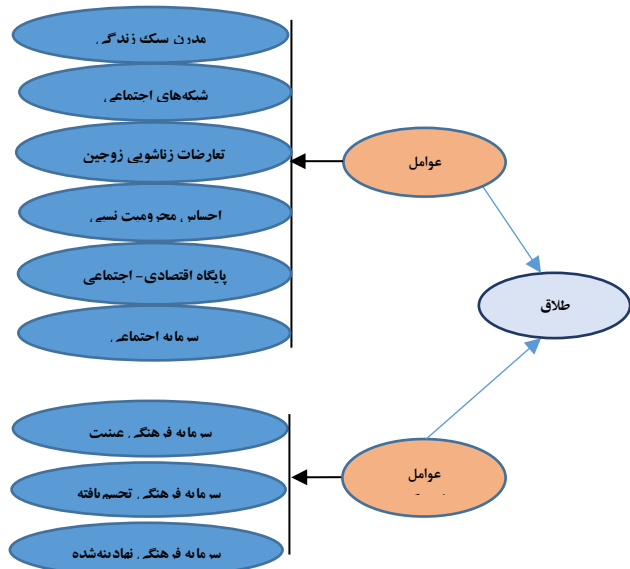 مدرن سبک زندگی
شبکه‌های اجتماعی
تعارضات زناشویی زوجین
عوامل
احساس محرومیت نسبی
پایگاه اقتصادی- اجتماعی
طلاق
سرمایه اجتماعی
سرمایه فرهنگی عینیت
عوامل
سرمایه فرهنگی تجسم‌یافته
سرمایه فرهنگی نهادینه‌شده